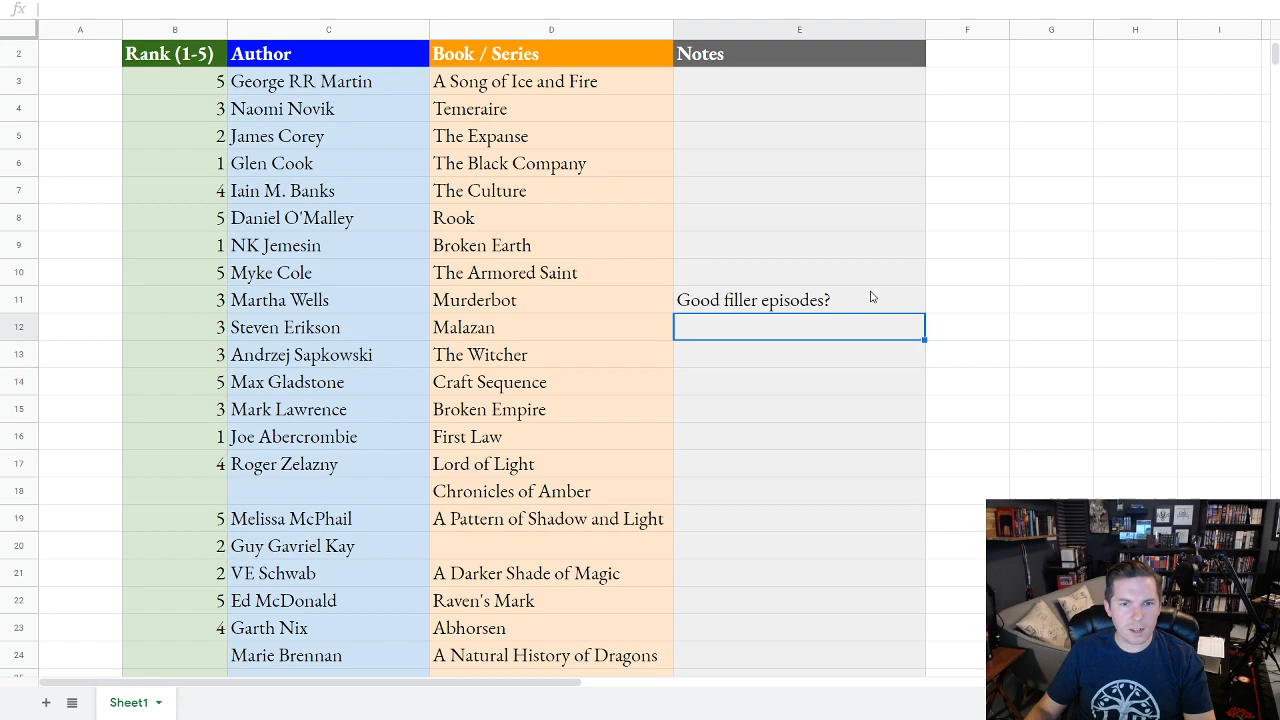 fx
A B C D E F G H I
2 Rank (1-5) Author Book / Series Notes
3 5 George RR Martin A Song of Ice and Fire
4 3 Naomi Novik Temeraire
5 2 James Corey The Expanse
6 1 Glen Cook The Black Company
7 4 Iain M. Banks The Culture
8 5 Daniel O'Malley Rook
9 1 NK Jemesin Broken Earth
10 5 Myke Cole The Armored Saint
11 3 Martha Wells Murderbot Good filler episodes?
12 3 Steven Erikson Malazan
13 3 Andrzej Sapkowski The Witcher
14 5 Max Gladstone Craft Sequence
15 3 Mark Lawrence Broken Empire
16 1 Joe Abercrombie First Law
17 4 Roger Zelazny Lord of Light
18 Chronicles of Amber
19 5 Melissa McPhail A Pattern of Shadow and Light
20 2 Guy Gavriel Kay
21 2 VE Schwab A Darker Shade of Magic
22 5 Ed McDonald Raven's Mark
23 4 Garth Nix Abhorsen
24 Marie Brennan A Natural History of Dragons
Sheet1